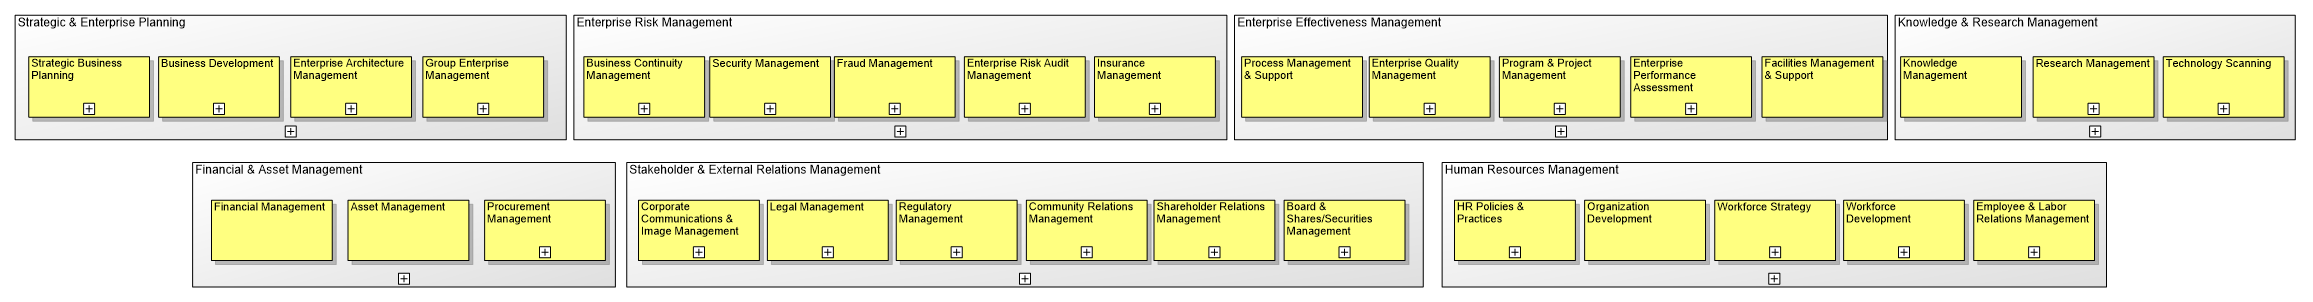 Strategic & Enterprise Planning
Strategic Business
Planning
Business Development
Enterprise Architecture
Management
Group Enterprise
Management
Enterprise Risk Management
Business Continuity
Management
Security Management
Fraud Management
Enterprise Risk Audit
Management
Insurance
Management
Enterprise Effectiveness Management
Process Management
& Support
Enterprise Quality
Management
Program & Project
Management
Enterprise
Performance
Assessment
Facilities Management
& Support
Knowledge & Research Management
Knowledge
Management
Research Management
Technology Scanning
Financial & Asset Management
Financial Management
Asset Management
Procurement
Management
Stakeholder & External Relations Management
Corporate
Communications &
Image Management
Legal Management
Regulatory
Management
Community Relations
Management
Shareholder Relations
Management
Board &
Shares/Securities
Management
Human Resources Management
HR Policies &
Practices
Organization
Development
Workforce Strategy
Workforce
Development
Employee & Labor
Relations Management